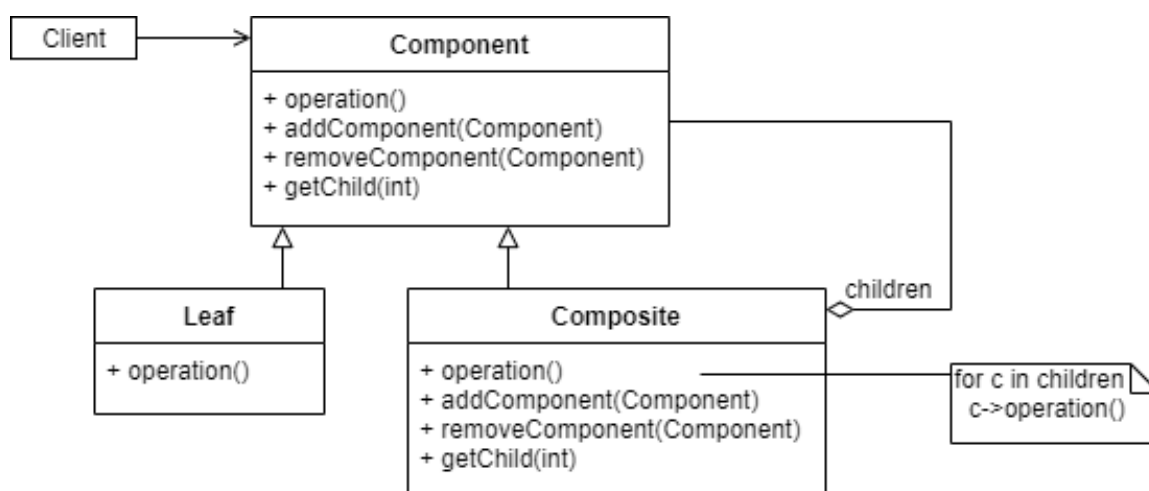 Client
Component
+ operation()
+ addComponent(Component)
+ removeComponent(Component)
+ getChild(int)
children
Leaf
+ operation()
Composite
+ operation()
+ addComponent(Component)
+ removeComponent(Component)
+ getChild(int)
for c in children
c->operation()